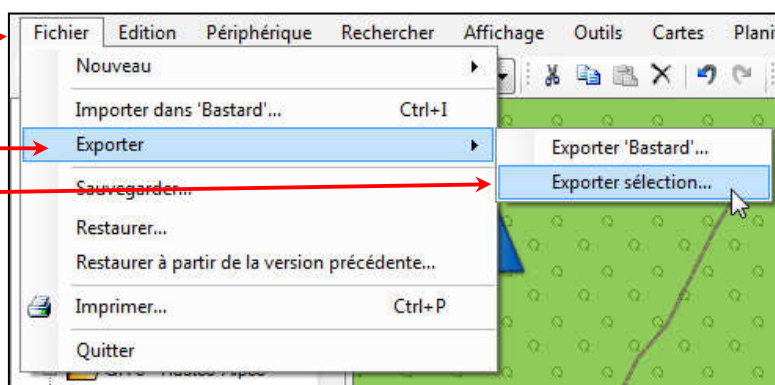 Fichier Edition Périphérique Rechercher Affichage Outils Cartes Plani
Nouveau
Importer dans 'Bastard'... Ctrl+I
Exporter
Exporter 'Bastard'...
Sauvegarder...
Exporter sélection...
Restaurer...
Restaurer à partir de la version précédente...
Imprimer... Ctrl+P
Quitter